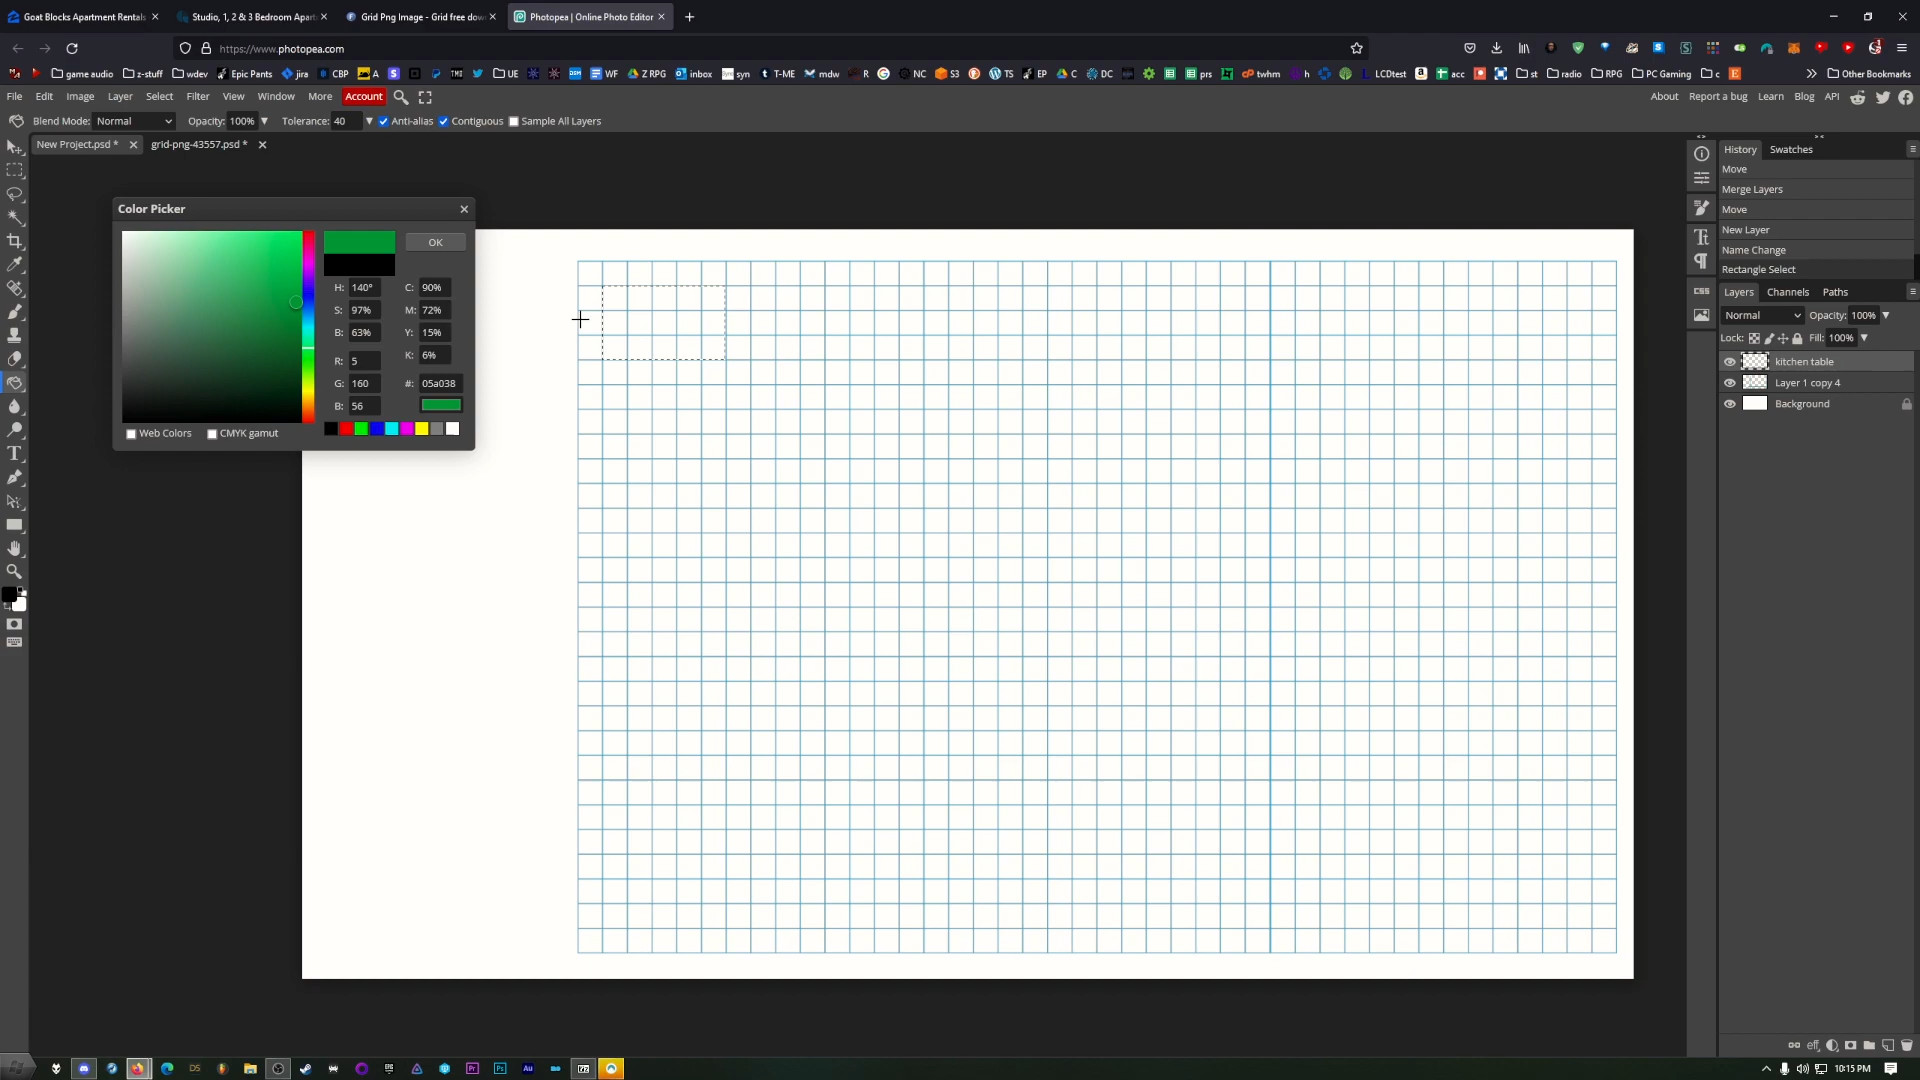 Goat Blocks Apartment Rentals
Studio, 1, 2 & 3 Bedroom Apart
Grid Png Image - Grid free dow
Photopea | Online Photo Editor
https://www.photopea.com
game audio
z-stuff
wdev
Epic Pants
jira
CBP
A
UE
WF
Z RPG
inbox
syn
T-ME
mdw
R
NC
S3
TS
EP
C
DC
prs
twhm
h
LCDtest
acc
st
radio
RPG
PC Gaming
c
Other Bookmarks
File Edit Image Layer Select Filter View Window More Account
About Report a bug Learn Blog API
Blend Mode: Normal Opacity: 100% Tolerance: 40 Anti-alias Contiguous Sample All Layers
New Project.psd *
grid-png-43557.psd *
Color Picker
OK
H: 140° C: 90%
S: 97% M: 72%
B: 63% Y: 15%
K: 6%
R: 5
G: 160 #: 05a038
B: 56
Web Colors CMYK gamut
History Swatches
Move
Merge Layers
Move
New Layer
Name Change
Rectangle Select
Layers Channels Paths
Normal Opacity: 100%
Lock: Fill: 100%
kitchen table
Layer 1 copy 4
Background
CSS
eff
DS
Pr
Ps
Au
10:15 PM